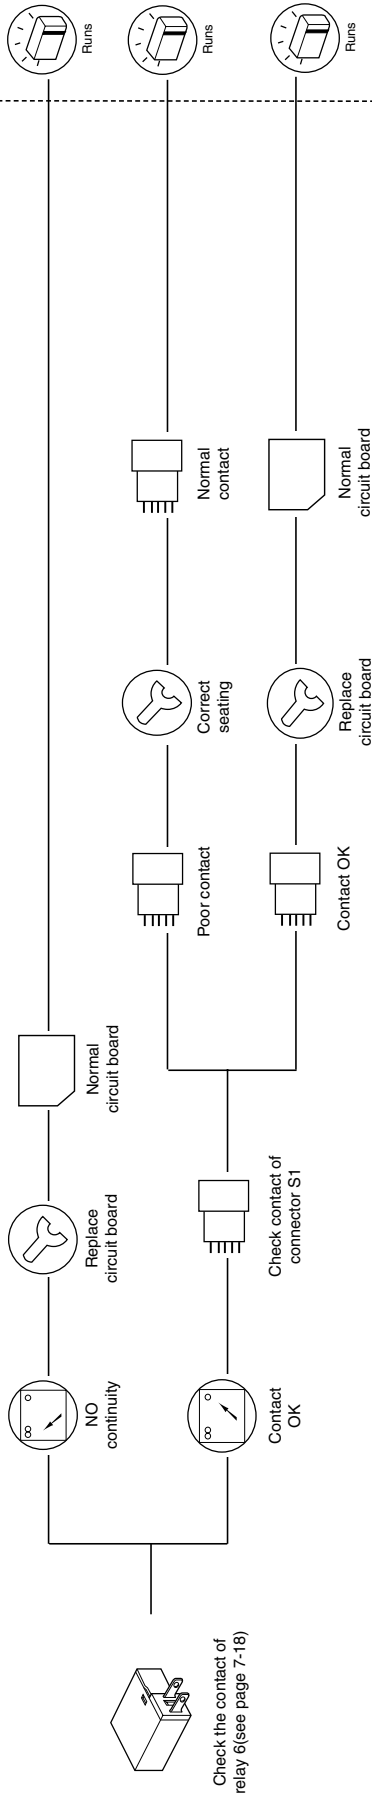 Check the contact of
relay 6(see page 7-18)
NO
continuity
Replace
circuit board
Normal
circuit board
Runs
Contact
OK
Check contact of
connector S1
Poor contact
Correct
seating
Normal
contact
Runs
Contact OK
Replace
circuit board
Normal
circuit board
Runs